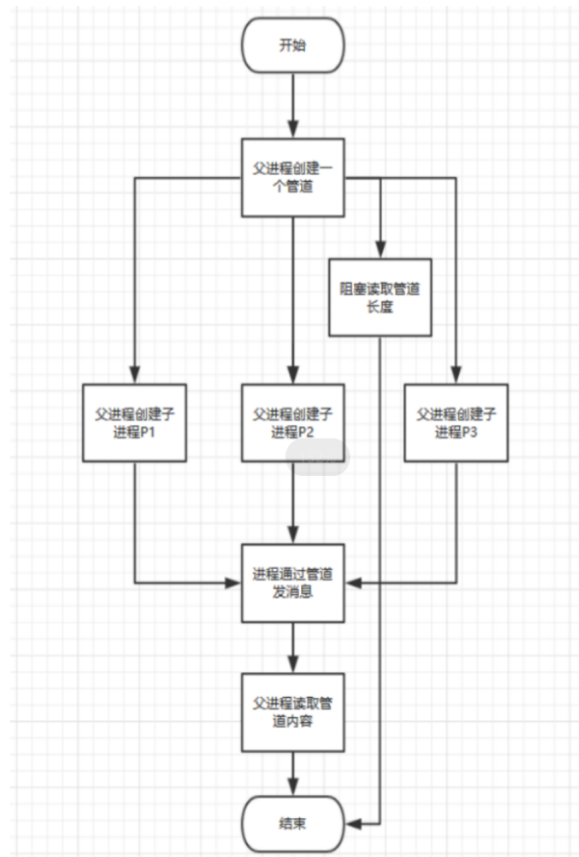 开始
父进程创建一
个管道
阻塞读取管道
长度
父进程创建子
进程P1
父进程创建子
进程P2
父进程创建子
进程P3
进程通过管道
发消息
父进程读取管
道内容
结束